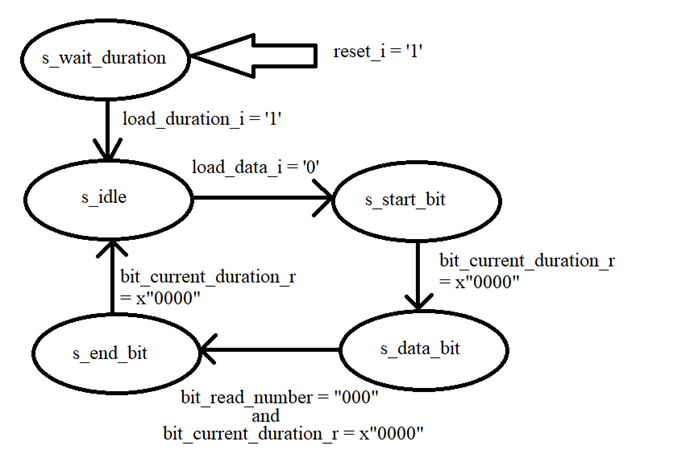 s_wait_duration
reset_i = '1'
load_duration_i = '1'
load_data_i = '0'
s_idle
s_start_bit
bit_current_duration_r
= x"0000"
bit_current_duration_r
= x"0000"
s_end_bit
s_data_bit
bit_read_number = "000"
and
bit_current_duration_r = x"0000"